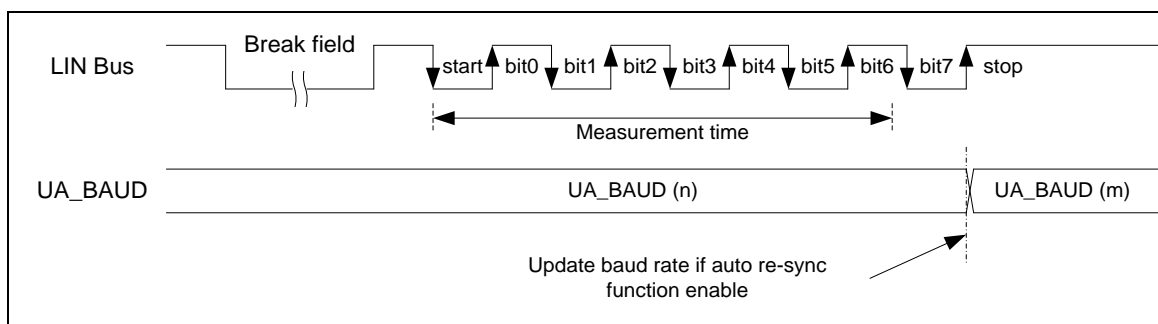 Break field
LIN Bus
start bit0 bit1 bit2 bit3 bit4 bit5 bit6 bit7 stop
Measurement time
UA_BAUD
UA_BAUD (n)
UA_BAUD (m)
Update baud rate if auto re-sync
function enable